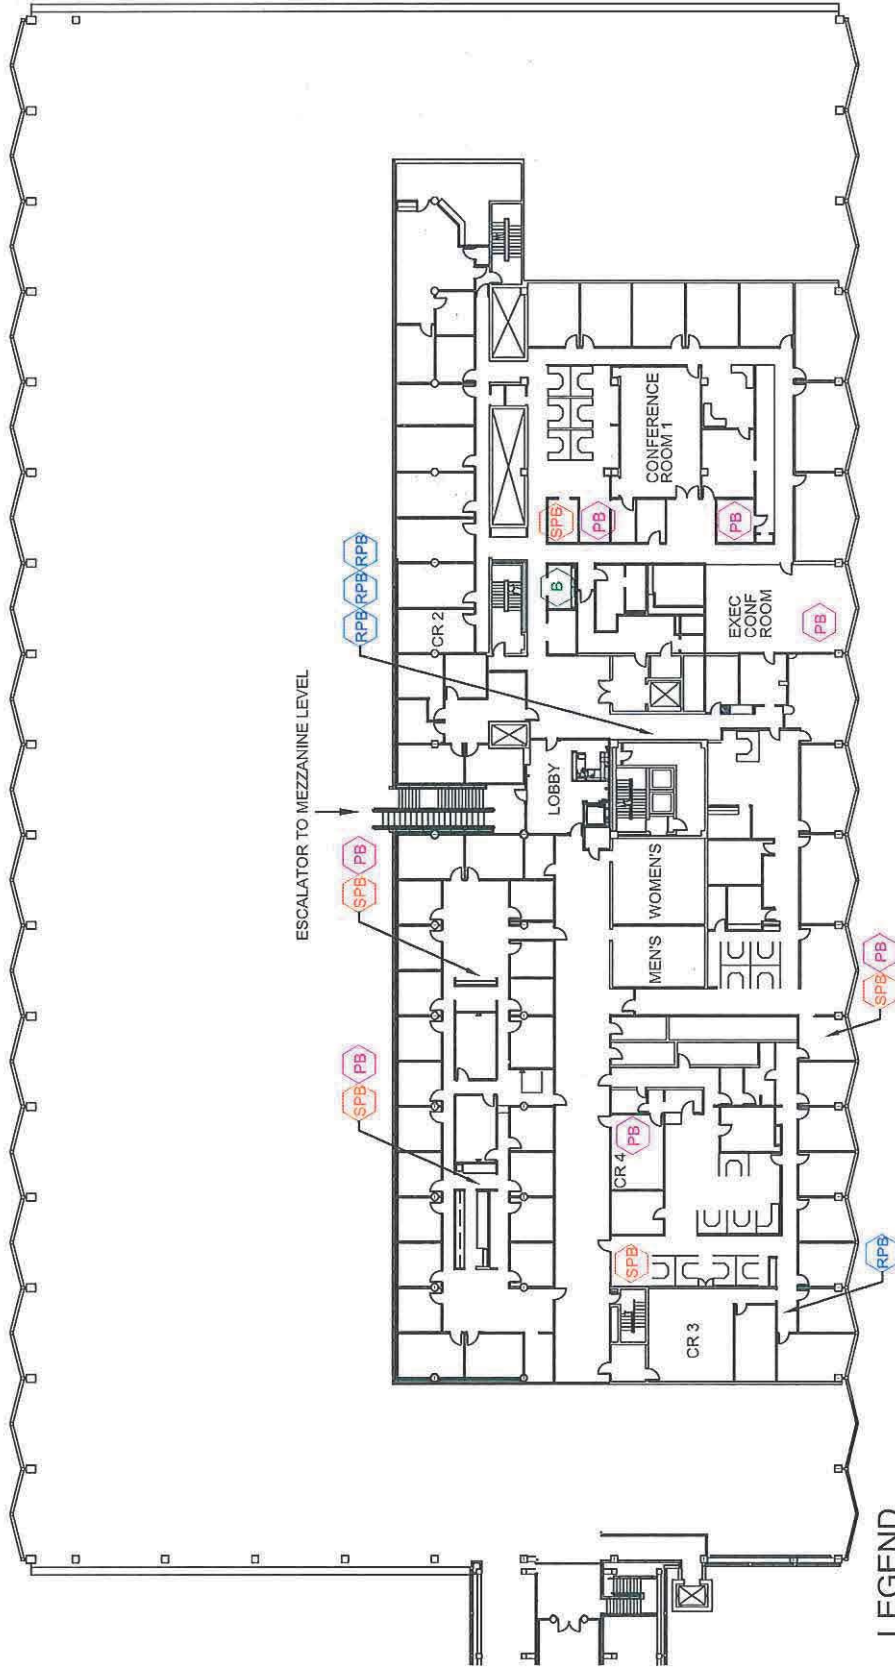 ESCALATOR TO MEZZANINE LEVEL
SPB PB
SPB PB
RPB RPB RPB
CR 2
LOBBY
MEN'S
WOMEN'S
CR 4
PB
SPB
CR 3
B
SPB
PB
CONFERENCE
ROOM 1
PB
EXEC
CONF
ROOM
PB
RPB
SPB PB
LEGEND